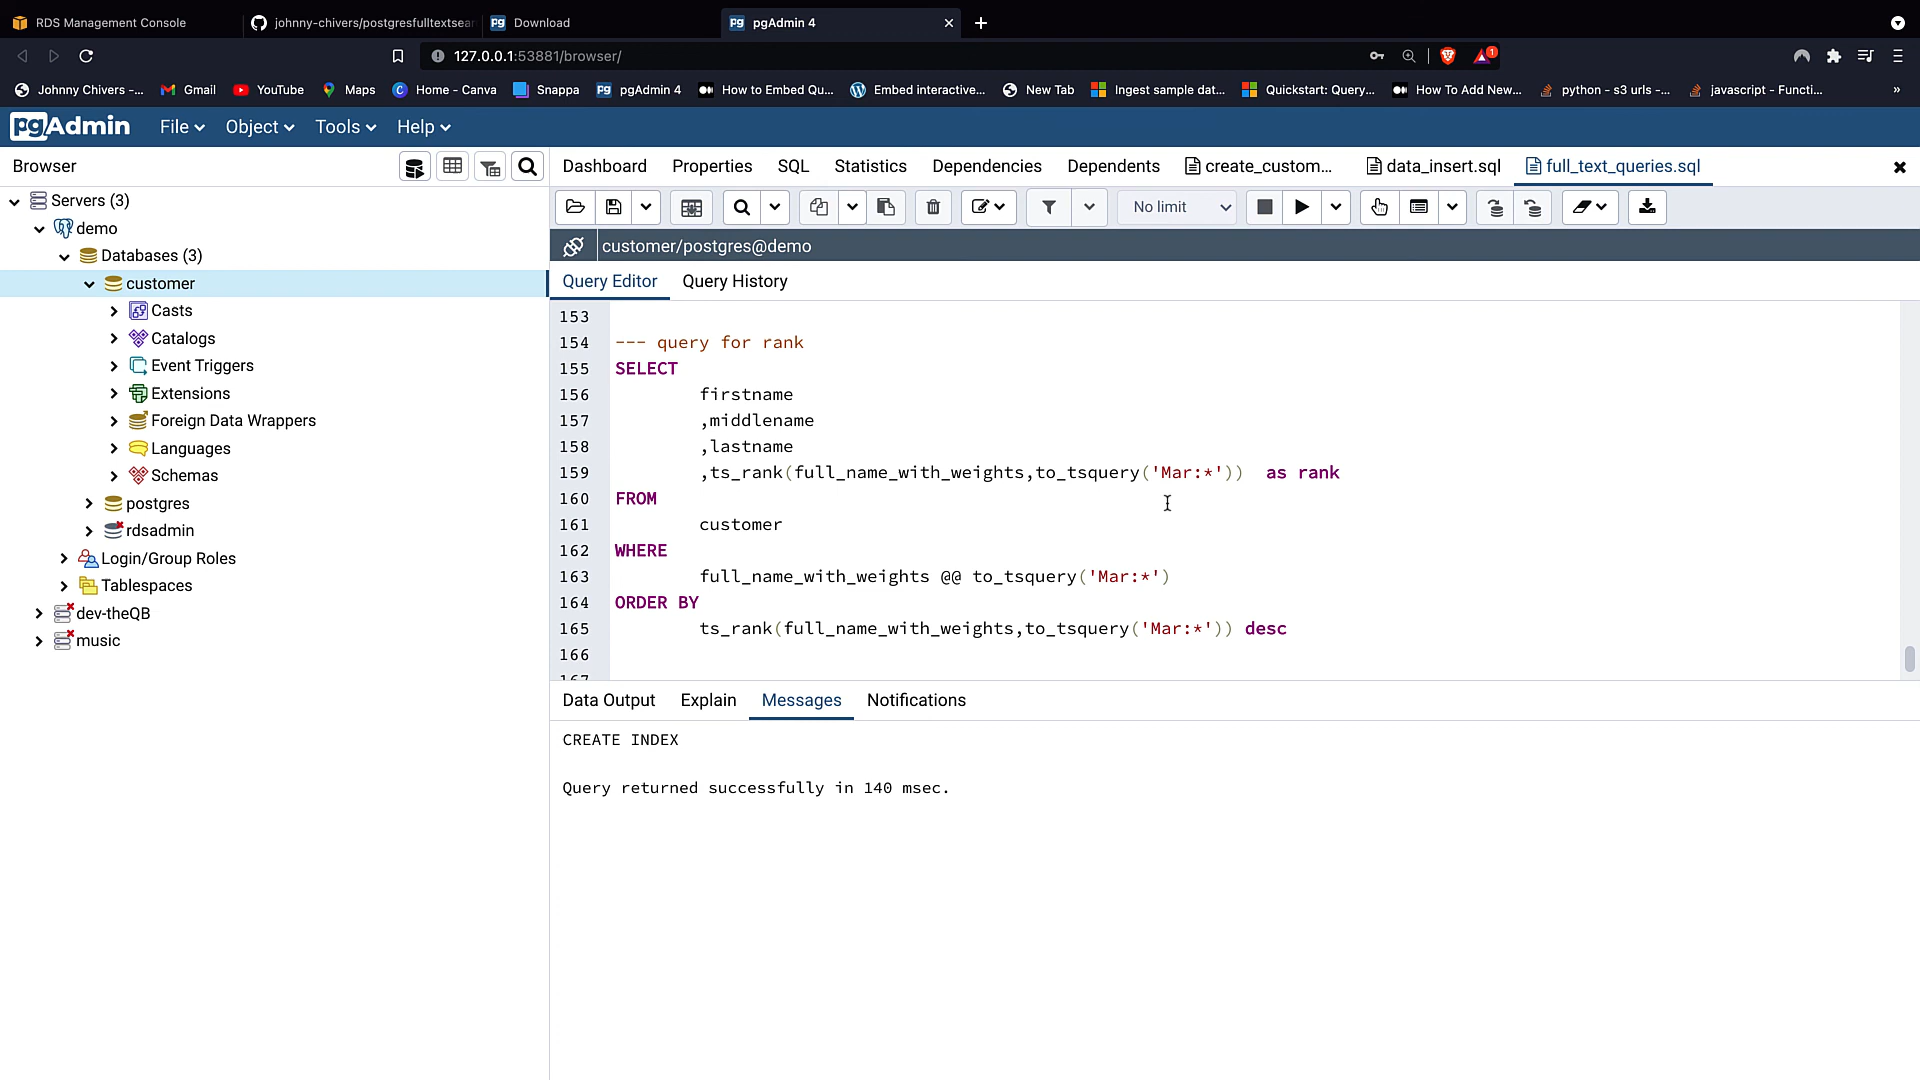 RDS Management Console
johnny-chivers/postgresfulltextsear
Download
pgAdmin 4
127.0.0.1:53881/browser/
1
Johnny Chivers -...
Gmail
YouTube
Maps
Home - Canva
Snappa
pgAdmin 4
How to Embed Qu...
Embed interactive...
New Tab
Ingest sample dat...
Quickstart: Query...
How To Add New...
python - s3 urls -...
javascript - Functi...
»
pgAdmin
File
Object
Tools
Help
Browser
Dashboard
Properties
SQL
Statistics
Dependencies
Dependents
create_custom...
data_insert.sql
full_text_queries.sql
Servers (3)
demo
Databases (3)
customer
Casts
Catalogs
Event Triggers
Extensions
Foreign Data Wrappers
Languages
Schemas
postgres
rdsadmin
Login/Group Roles
Tablespaces
dev-theQB
music
No limit
customer/postgres@demo
Query Editor
Query History
153
154 --- query for rank
155 SELECT
156 firstname
157 ,middlename
158 ,lastname
159 ,ts_rank(full_name_with_weights,to_tsquery('Mar:*')) as rank
160 FROM
161 customer
162 WHERE
163 full_name_with_weights @@ to_tsquery('Mar:*')
164 ORDER BY
165 ts_rank(full_name_with_weights,to_tsquery('Mar:*')) desc
166
167
Data Output
Explain
Messages
Notifications
CREATE INDEX
Query returned successfully in 140 msec.